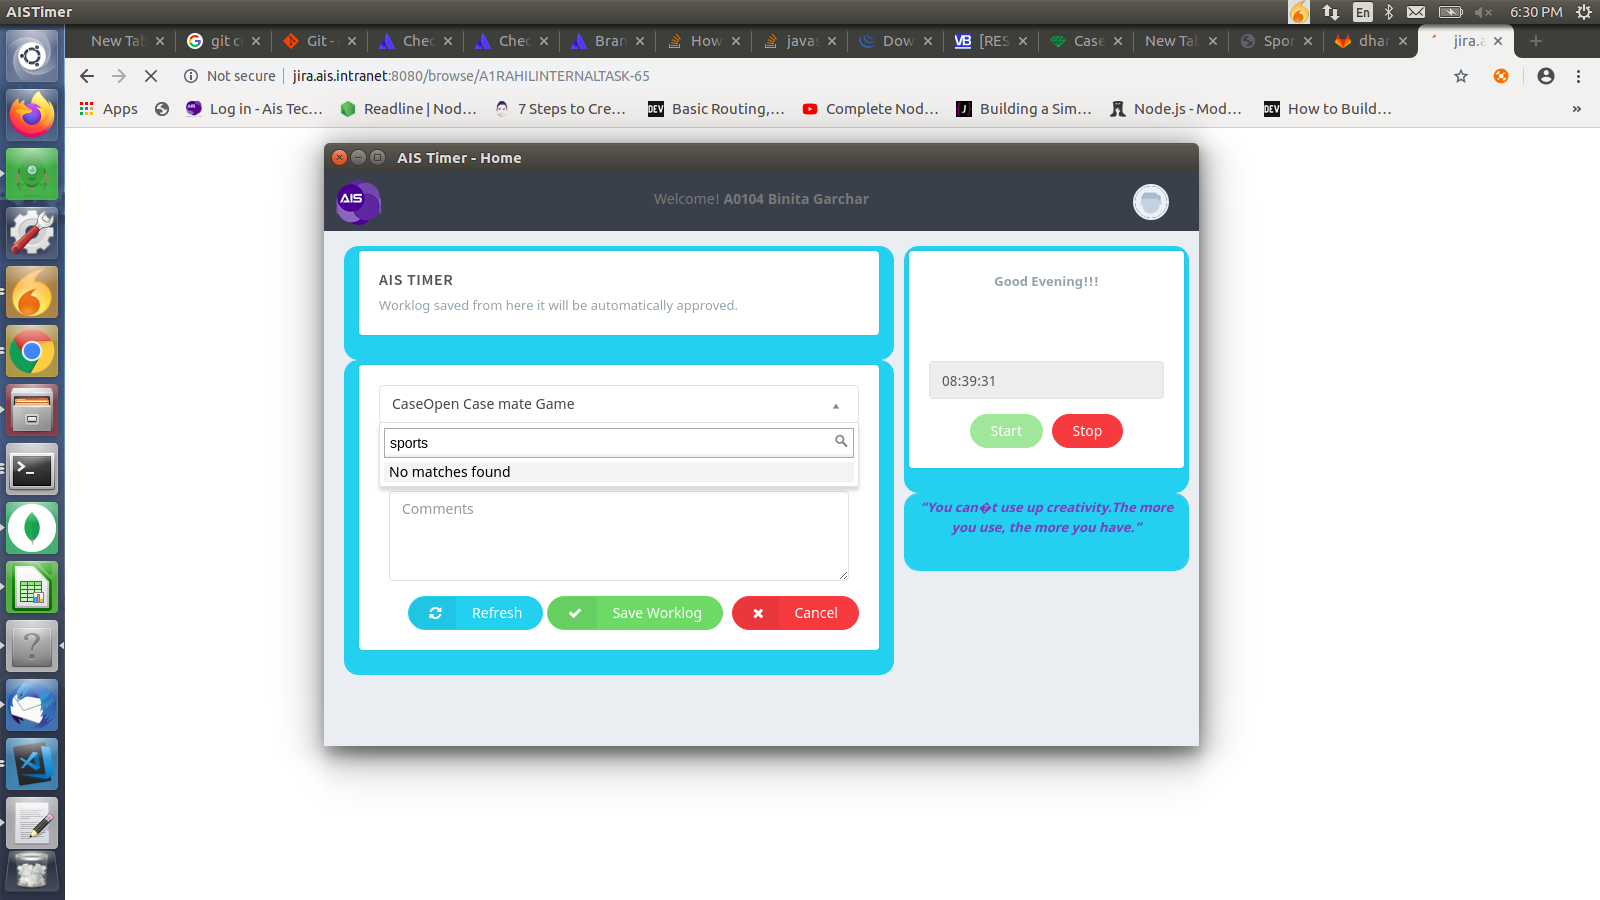 AISTimer
En
6:30 PM
New Tab
git c
Git -
Chec
Chec
Bran
How
javas
Dow
VB
[RES
Case
New Tab
Spor
dhar
jira.a
Not secure
jira.ais.intranet:8080/browse/A1RAHILINTERNALTASK-65
Apps
Log in - Ais Tec...
Readline | Nod...
7 Steps to Cre...
DEV
Basic Routing,...
Complete Nod...
Building a Sim...
Node.js - Mod...
DEV
How to Build...
»
AIS Timer - Home
AIS
Welcome! A0104 Binita Garchar
AIS TIMER
Worklog saved from here it will be automatically approved.
CaseOpen Case mate Game
sports
No matches found
Comments
Refresh
Save Worklog
Cancel
Good Evening!!!
08:39:31
Start
Stop
“You can�t use up creativity.The more
you use, the more you have.”